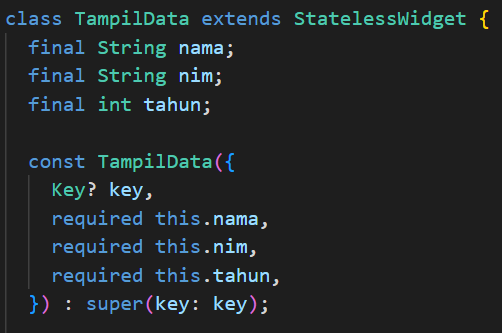 class TampilData extends StatelessWidget {
  final String nama;
  final String nim;
  final int tahun;

  const TampilData({
    Key? key,
    required this.nama,
    required this.nim,
    required this.tahun,
  }) : super(key: key);